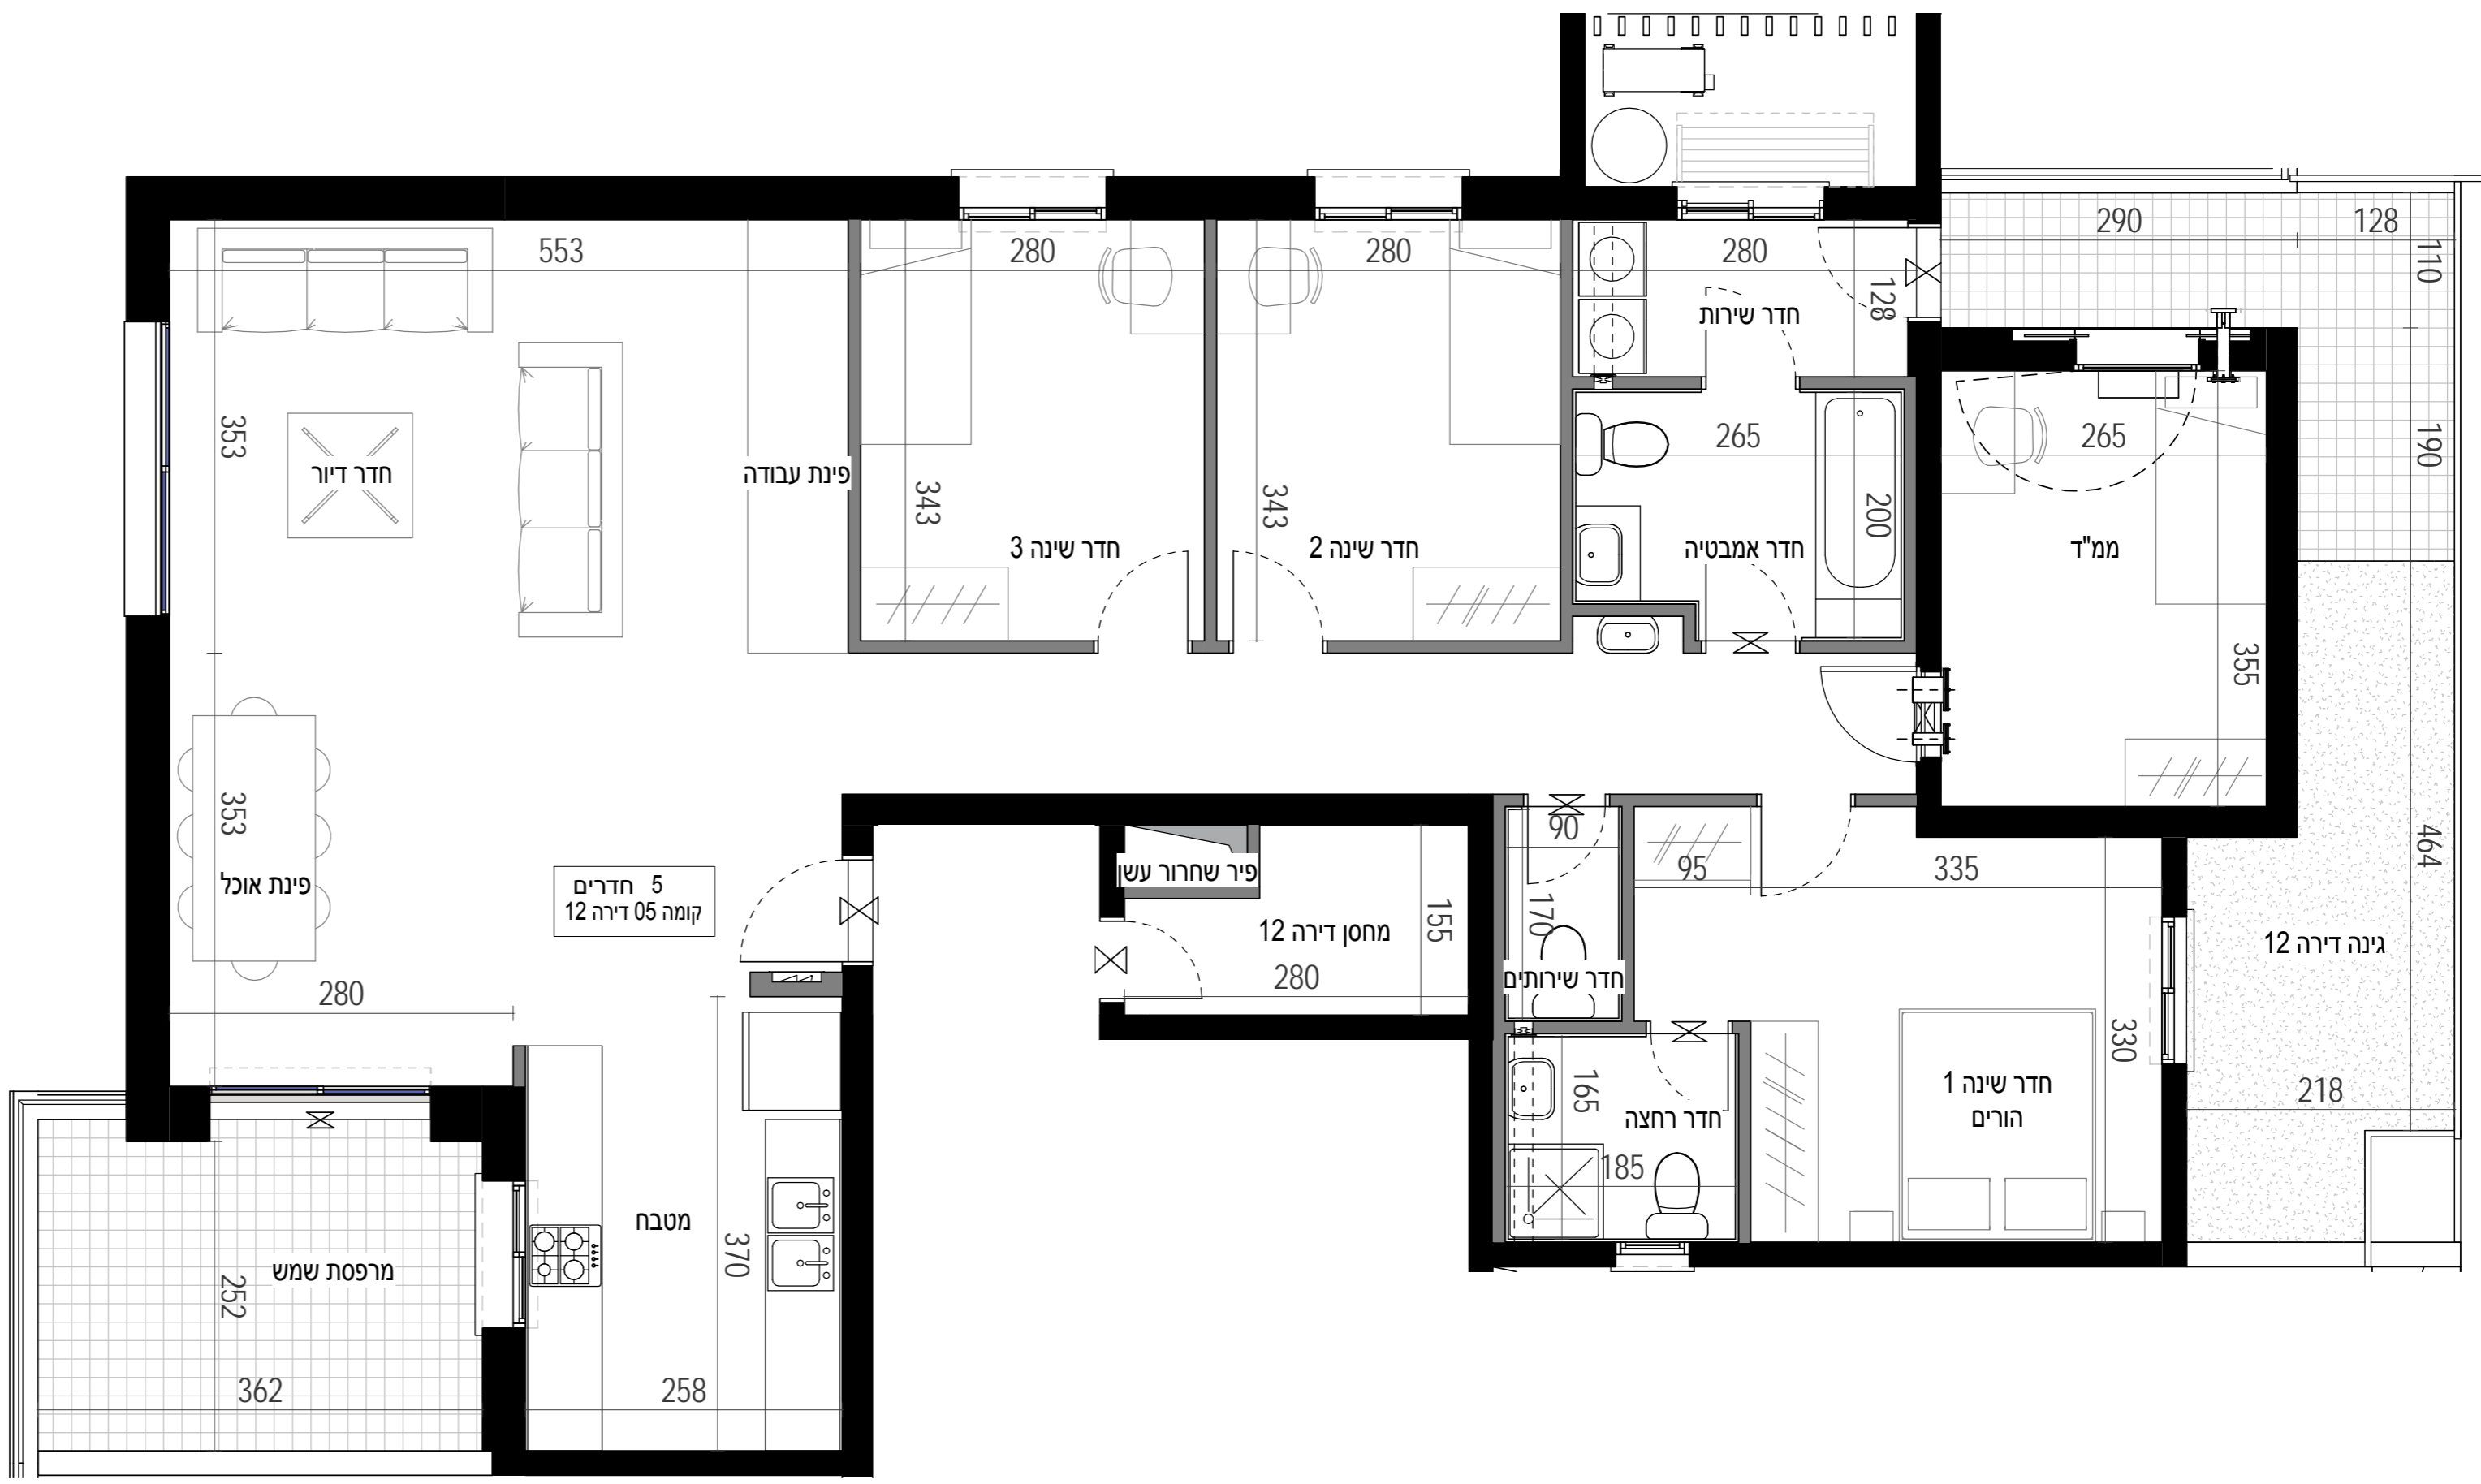 290
128
110
553
280
280
280
128
חדר שירות
353
265
265
190
חדר דיור
פינת עבודה
343
343
200
חדר שינה 3
חדר שינה 2
חדר אמבטיה
ממ"ד
355
353
90
95
335
464
פינת אוכל
5 חדרים
קומה 05 דירה 12
פיר שחרור עשן
מחסן דירה 12
155
170
גינה דירה 12
280
280
חדר שירותים
330
חדר שינה 1
הורים
165
חדר רחצה
218
185
מטבח
370
מרפסת שמש
252
362
258